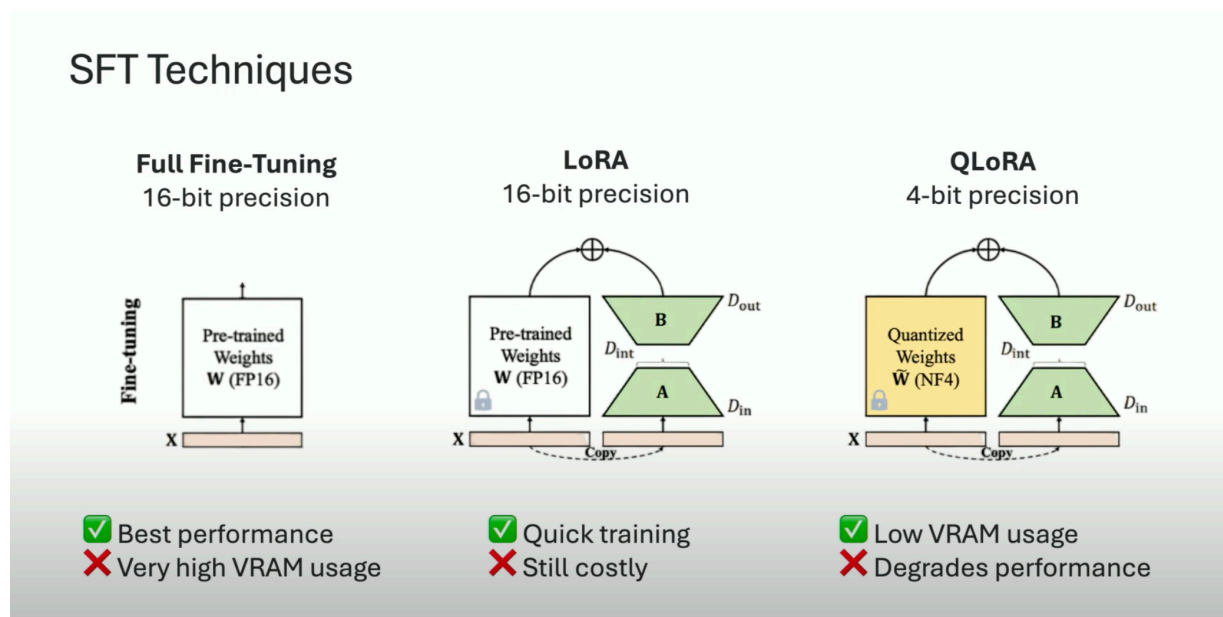 SFT Techniques
Full Fine-Tuning
16-bit precision
Fine-tuning
Pre-trained
Weights
W (FP16)
X
✅ Best performance
❌ Very high VRAM usage
LoRA
16-bit precision
Pre-trained
Weights
W (FP16)
B
D_out
D_int
A
D_in
X
Copy
✅ Quick training
❌ Still costly
QLoRA
4-bit precision
Quantized
Weights
W̃ (NF4)
B
D_out
D_int
A
D_in
X
Copy
✅ Low VRAM usage
❌ Degrades performance